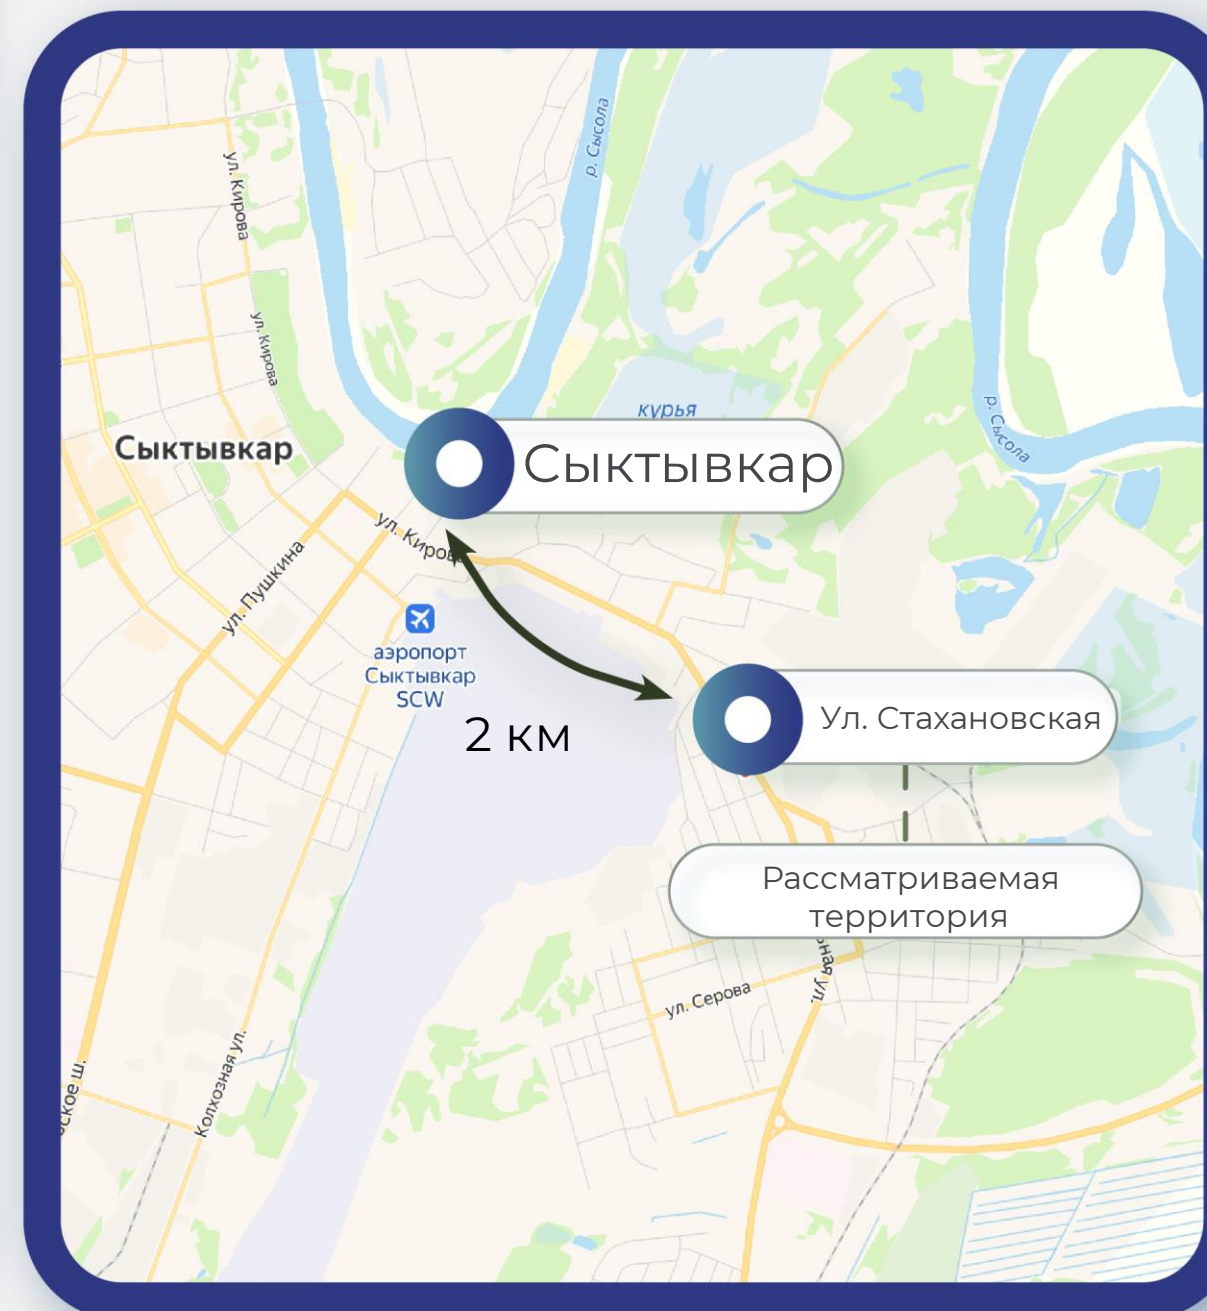 р. Сысола
ул. Кирова
ул. Кирова
курья
р. Сысола
Сыктывкар
Сыктывкар
ул. Пушкина
аэропорт
Сыктывкар
SCW
2 км
Ул. Стахановская
Рассматриваемая
территория
ул. Серова
ул.
Колхозная ул.
ш.